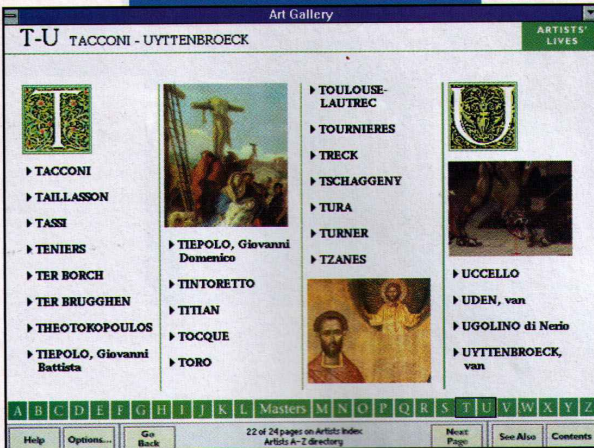 Art Gallery
T-U TACCONI - UYTTENBROECK
ARTISTS'
LIVES
T
TACCONI
TAILLASSON
TASSI
TENIERS
TER BORCH
TER BRUGGHEN
THEOTOKOPOULOS
TIEPOLO, Giovanni
Battista
TIEPOLO, Giovanni
Domenico
TINTORETTO
TITIAN
TOCQUE
TORO
TOULOUSE-
LAUTREC
TOURNIERES
TRECK
TSCHAGGENY
TURA
TURNER
TZANES
U
UCCELLO
UDEN, van
UGOLINO di Nerio
UYTTENBROECK,
van
A B C D E F G H I J K L Masters M N O P Q R S T U V W X Y Z
Help Options... Go Back 22 of 24 pages on Artists Index Next Page See Also Contents
Artists A-Z directory